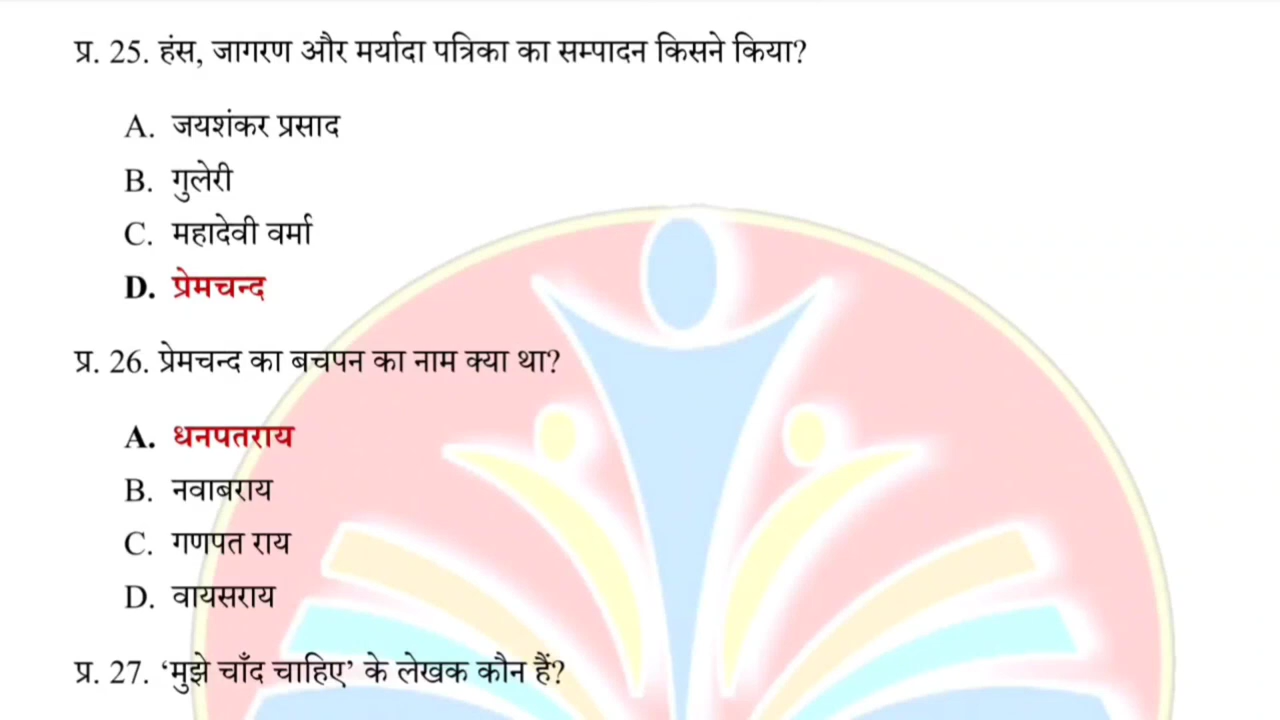 प्र. 25. हंस, जागरण और मर्यादा पत्रिका का सम्पादन किसने किया?
A. जयशंकर प्रसाद
B. गुलेरी
C. महादेवी वर्मा
D. प्रेमचन्द
प्र. 26. प्रेमचन्द का बचपन का नाम क्या था?
A. धनपतराय
B. नवाबराय
C. गणपत राय
D. वायसराय
प्र. 27. ‘मुझे चाँद चाहिए’ के लेखक कौन हैं?